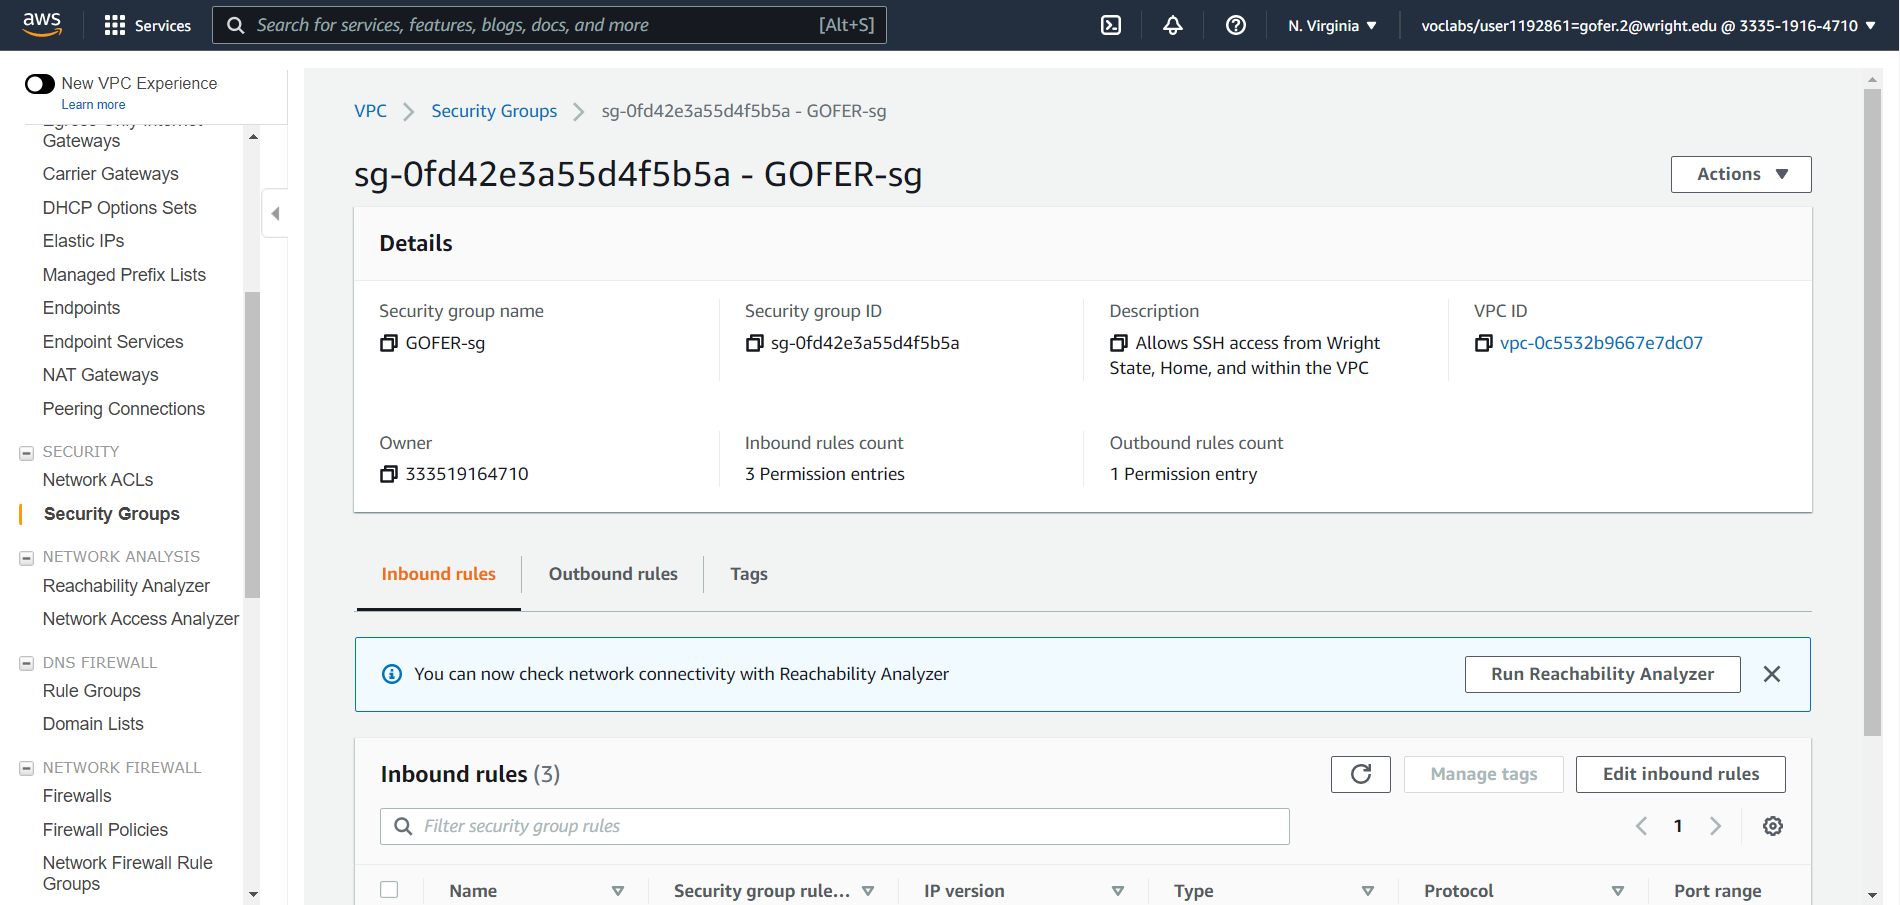 aws
Services
Search for services, features, blogs, docs, and more
[Alt+S]
N. Virginia
voclabs/user1192861=gofer.2@wright.edu @ 3335-1916-4710
New VPC Experience
Learn more
Egress Only Internet
Gateways
Carrier Gateways
DHCP Options Sets
Elastic IPs
Managed Prefix Lists
Endpoints
Endpoint Services
NAT Gateways
Peering Connections
SECURITY
Network ACLs
Security Groups
NETWORK ANALYSIS
Reachability Analyzer
Network Access Analyzer
DNS FIREWALL
Rule Groups
Domain Lists
NETWORK FIREWALL
Firewalls
Firewall Policies
Network Firewall Rule
Groups
VPC
Security Groups
sg-0fd42e3a55d4f5b5a - GOFER-sg
sg-0fd42e3a55d4f5b5a - GOFER-sg
Actions
Details
Security group name
GOFER-sg
Security group ID
sg-0fd42e3a55d4f5b5a
Description
Allows SSH access from Wright
State, Home, and within the VPC
VPC ID
vpc-0c5532b9667e7dc07
Owner
333519164710
Inbound rules count
3 Permission entries
Outbound rules count
1 Permission entry
Inbound rules
Outbound rules
Tags
You can now check network connectivity with Reachability Analyzer
Run Reachability Analyzer
Inbound rules (3)
Manage tags
Edit inbound rules
Filter security group rules
1
Name
Security group rule...
IP version
Type
Protocol
Port range